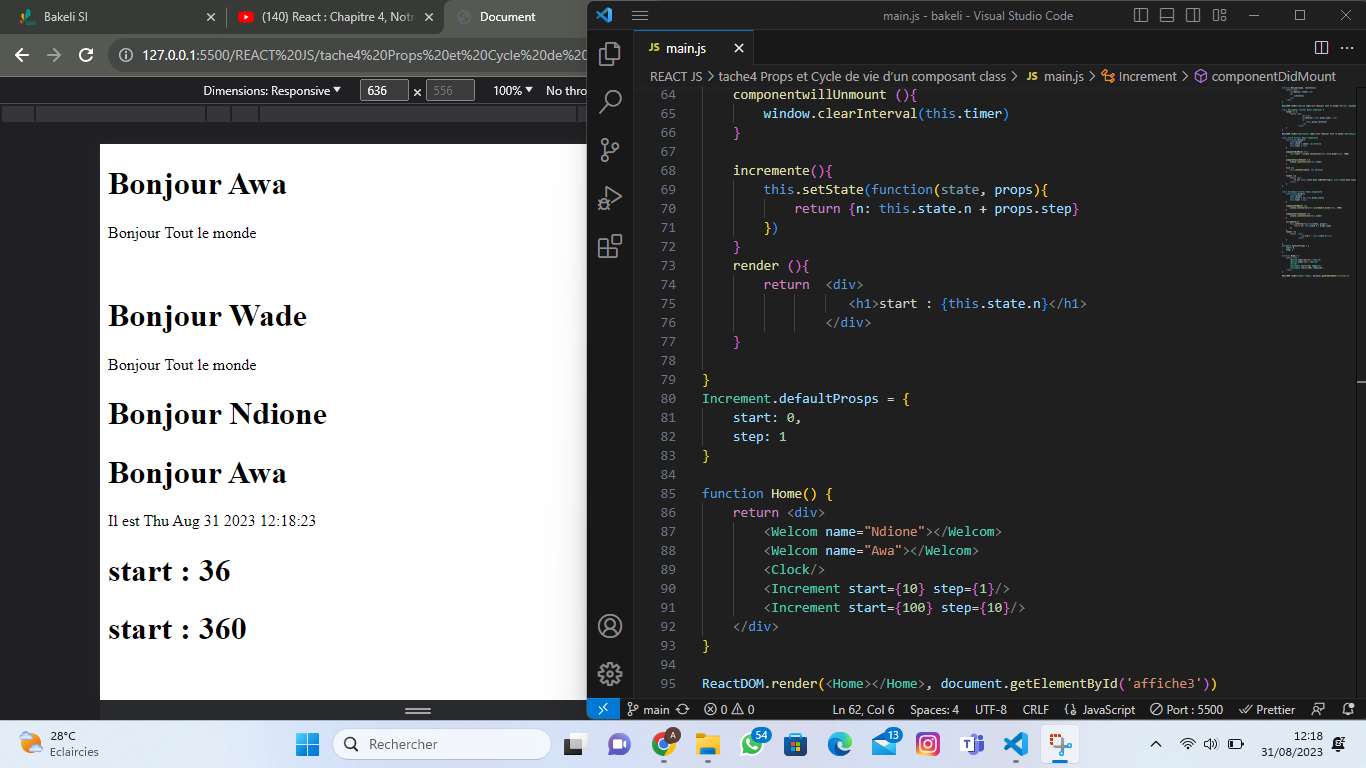 Bakeli SI
(140) React : Chapitre 4, Notr
Document
127.0.0.1:5500/REACT%20JS/tache4%20Props%20et%20Cycle%20de%20
Dimensions: Responsive
636 × 556
100%
No thro
Bonjour Awa
Bonjour Tout le monde
Bonjour Wade
Bonjour Tout le monde
Bonjour Ndione
Bonjour Awa
Il est Thu Aug 31 2023 12:18:23
start : 36
start : 360
main.js - bakeli - Visual Studio Code
JS main.js
REACT JS > tache4 Props et Cycle de vie d'un composant class > JS main.js > Increment > componentDidMount
64 componentwillUnmount (){
65 window.clearInterval(this.timer)
66 }
67
68 incremente(){
69 this.setState(function(state, props){
70 return {n: this.state.n + props.step}
71 })
72 }
73 render (){
74 return <div>
75 <h1>start : {this.state.n}</h1>
76 </div>
77 }
78
79 }
80 Increment.defaultProsps = {
81 start: 0,
82 step: 1
83 }
84
85 function Home() {
86 return <div>
87 <Welcom name="Ndione"></Welcom>
88 <Welcom name="Awa"></Welcom>
89 <Clock/>
90 <Increment start={10} step={1}/>
91 <Increment start={100} step={10}/>
92 </div>
93 }
94
95 ReactDOM.render(<Home></Home>, document.getElementById('affiche3'))
main
0 0
Ln 62, Col 6
Spaces: 4
UTF-8
CRLF
JavaScript
Port : 5500
Prettier
28°C
Eclaircies
Rechercher
A
54
13
12:18
31/08/2023